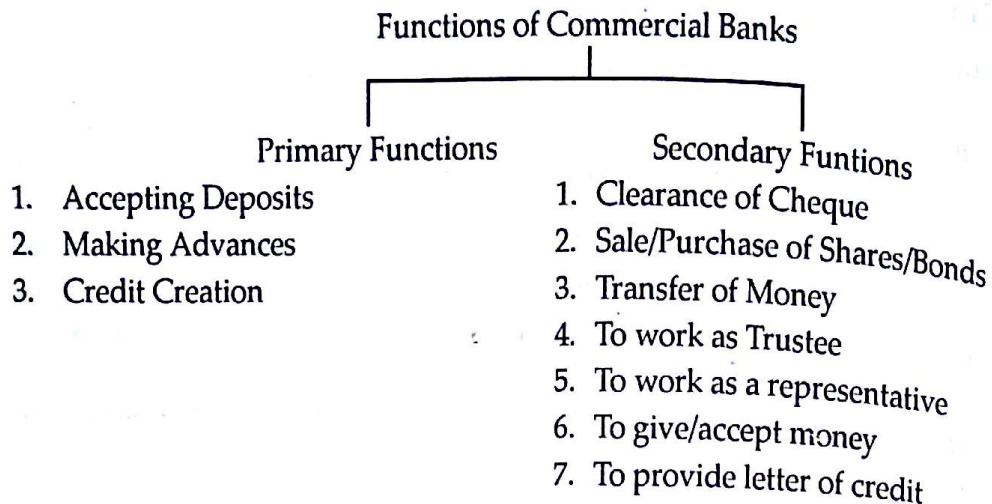 Functions of Commercial Banks
Primary Functions
1. Accepting Deposits
2. Making Advances
3. Credit Creation
Secondary Funtions
1. Clearance of Cheque
2. Sale/Purchase of Shares/Bonds
3. Transfer of Money
4. To work as Trustee
5. To work as a representative
6. To give/accept money
7. To provide letter of credit